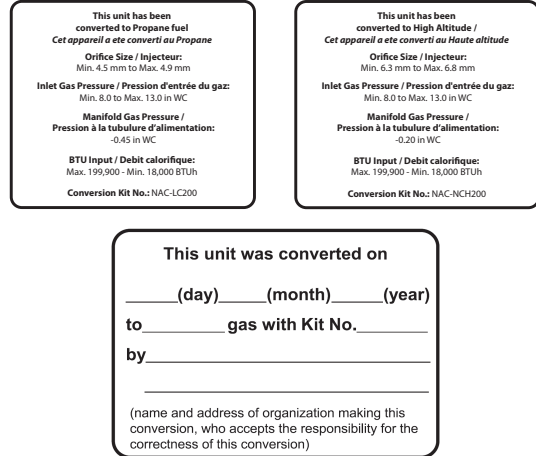 This unit has been
converted to Propane fuel
Cet appareil a ete converti au Propane
Orifice Size / Injecteur:
Min. 4.5 mm to Max. 4.9 mm
Inlet Gas Pressure / Pression d'entrée du gaz:
Min. 8.0 to Max. 13.0 in WC
Manifold Gas Pressure /
Pression à la tubulure d'alimentation:
-0.45 in WC
BTU Input / Debit calorifique:
Max. 199,900 - Min. 18,000 BTUh
Conversion Kit No.: NAC-LC200
This unit has been
converted to High Altitude /
Cet appareil a ete converti au Haute altitude
Orifice Size / Injecteur:
Min. 6.3 mm to Max. 6.8 mm
Inlet Gas Pressure / Pression d'entrée du gaz:
Min. 8.0 to Max. 13.0 in WC
Manifold Gas Pressure /
Pression à la tubulure d'alimentation:
-0.20 in WC
BTU Input / Debit calorifique:
Max. 199,900 - Min. 18,000 BTUh
Conversion Kit No.: NAC-NCH200
This unit was converted on
______(day)______(month)______(year)
to__________ gas with Kit No.________
by__________________________________
__________________________________
(name and address of organization making this
conversion, who accepts the responsibility for the
correctness of this conversion)